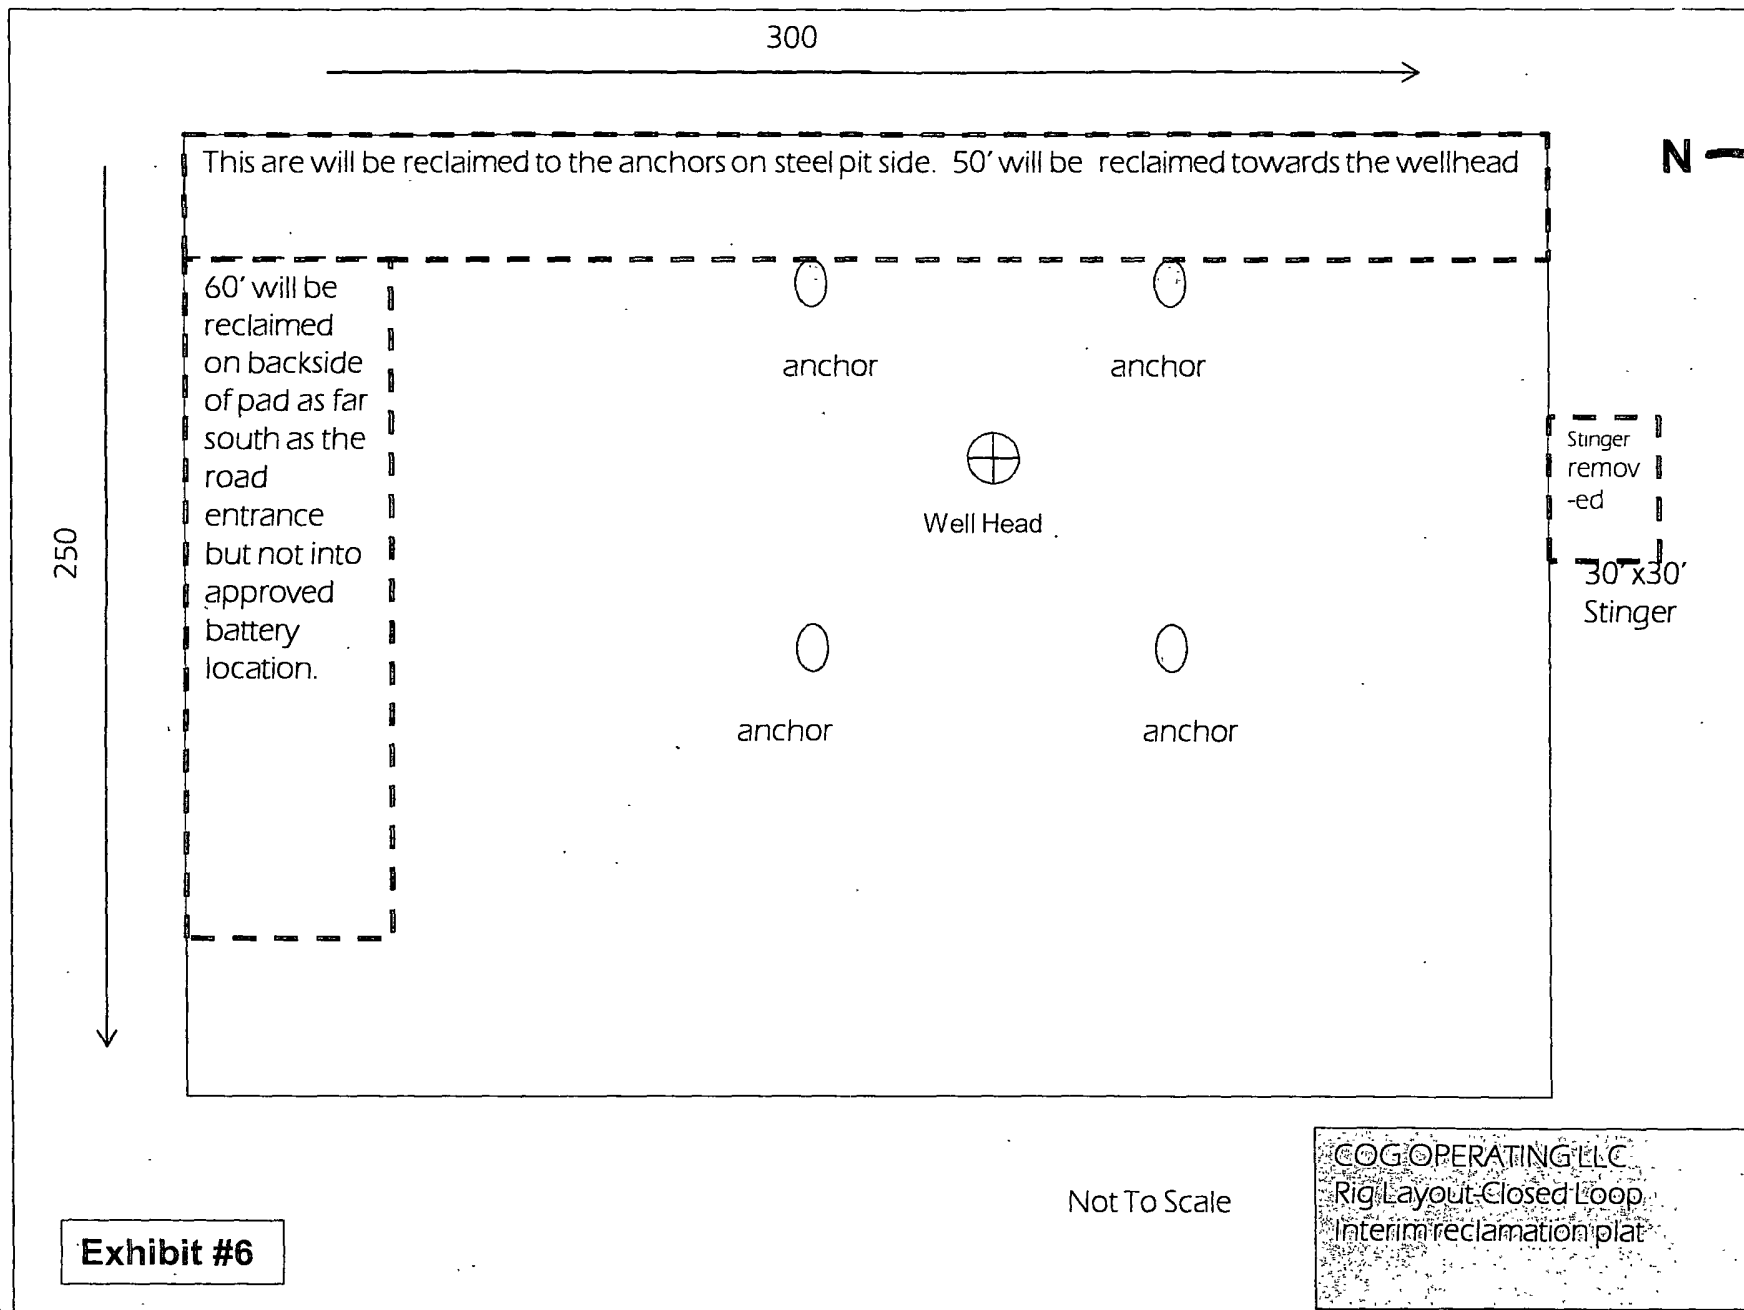 300
N
This are will be reclaimed to the anchors on steel pit side. 50' will be reclaimed towards the wellhead
60' will be
reclaimed
on backside
of pad as far
south as the
road
entrance
but not into
approved
battery
location.
anchor
anchor
Stinger
remov
-ed
Well Head
250
30'x30'
Stinger
anchor
anchor
COG OPERATING LLC
Rig Layout-Closed Loop
Interim reclamation plat
Not To Scale
Exhibit #6